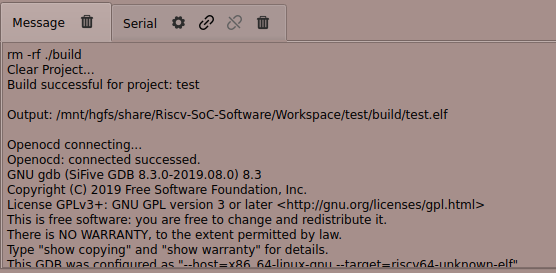 Message
Serial
rm -rf ./build
Clear Project...
Build successful for project: test
Output: /mnt/hgfs/share/Riscv-SoC-Software/Workspace/test/build/test.elf
Openocd connecting...
Openocd: connected successed.
GNU gdb (SiFive GDB 8.3.0-2019.08.0) 8.3
Copyright (C) 2019 Free Software Foundation, Inc.
License GPLv3+: GNU GPL version 3 or later <http://gnu.org/licenses/gpl.html>
This is free software: you are free to change and redistribute it.
There is NO WARRANTY, to the extent permitted by law.
Type "show copying" and "show warranty" for details.
This GDB was configured as "--host=x86_64-linux-gnu --target=riscv64-unknown-elf"